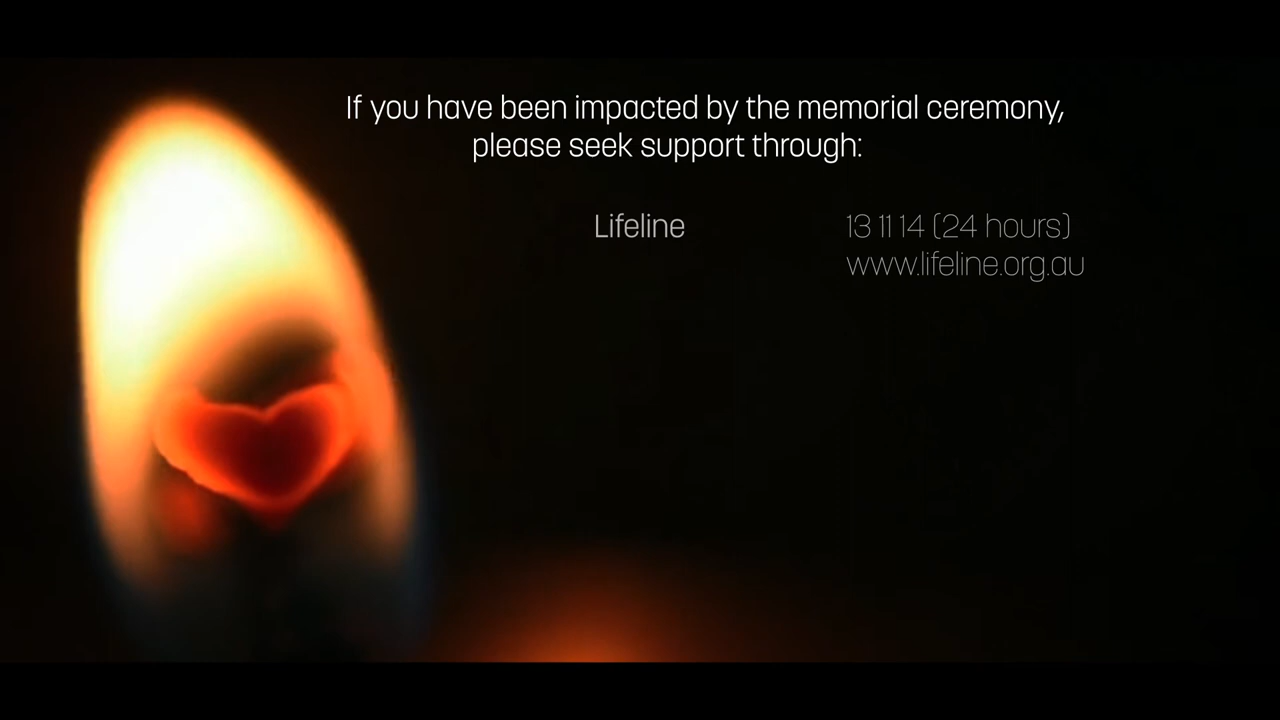 If you have been impacted by the memorial ceremony,
please seek support through:
Lifeline 13 11 14 (24 hours)
www.lifeline.org.au